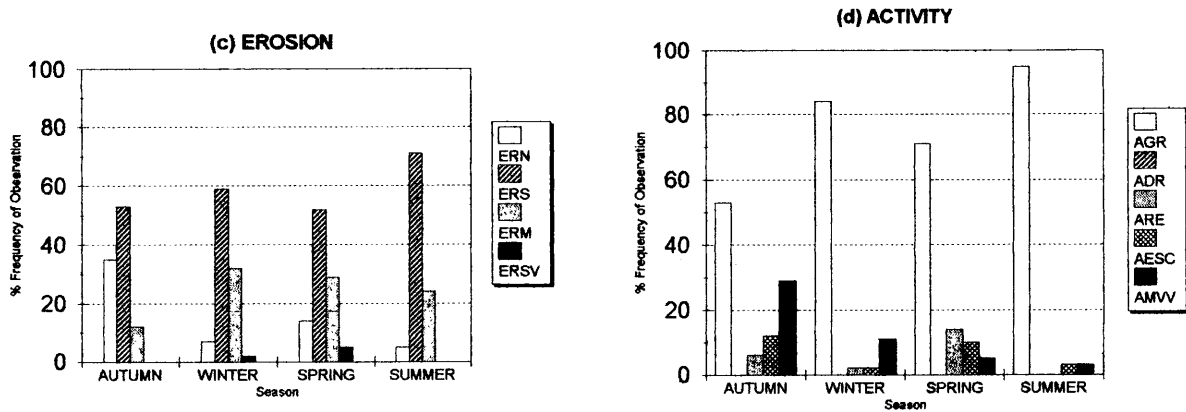 (c) EROSION
% Frequency of Observation
100
80
60
40
20
0
AUTUMN WINTER SPRING SUMMER
Season
ERN
ERS
ERM
ERSV
(d) ACTIVITY
% Frequency of Observation
100
80
60
40
20
0
AUTUMN WINTER SPRING SUMMER
Season
AGR
ADR
ARE
AESC
AMVV